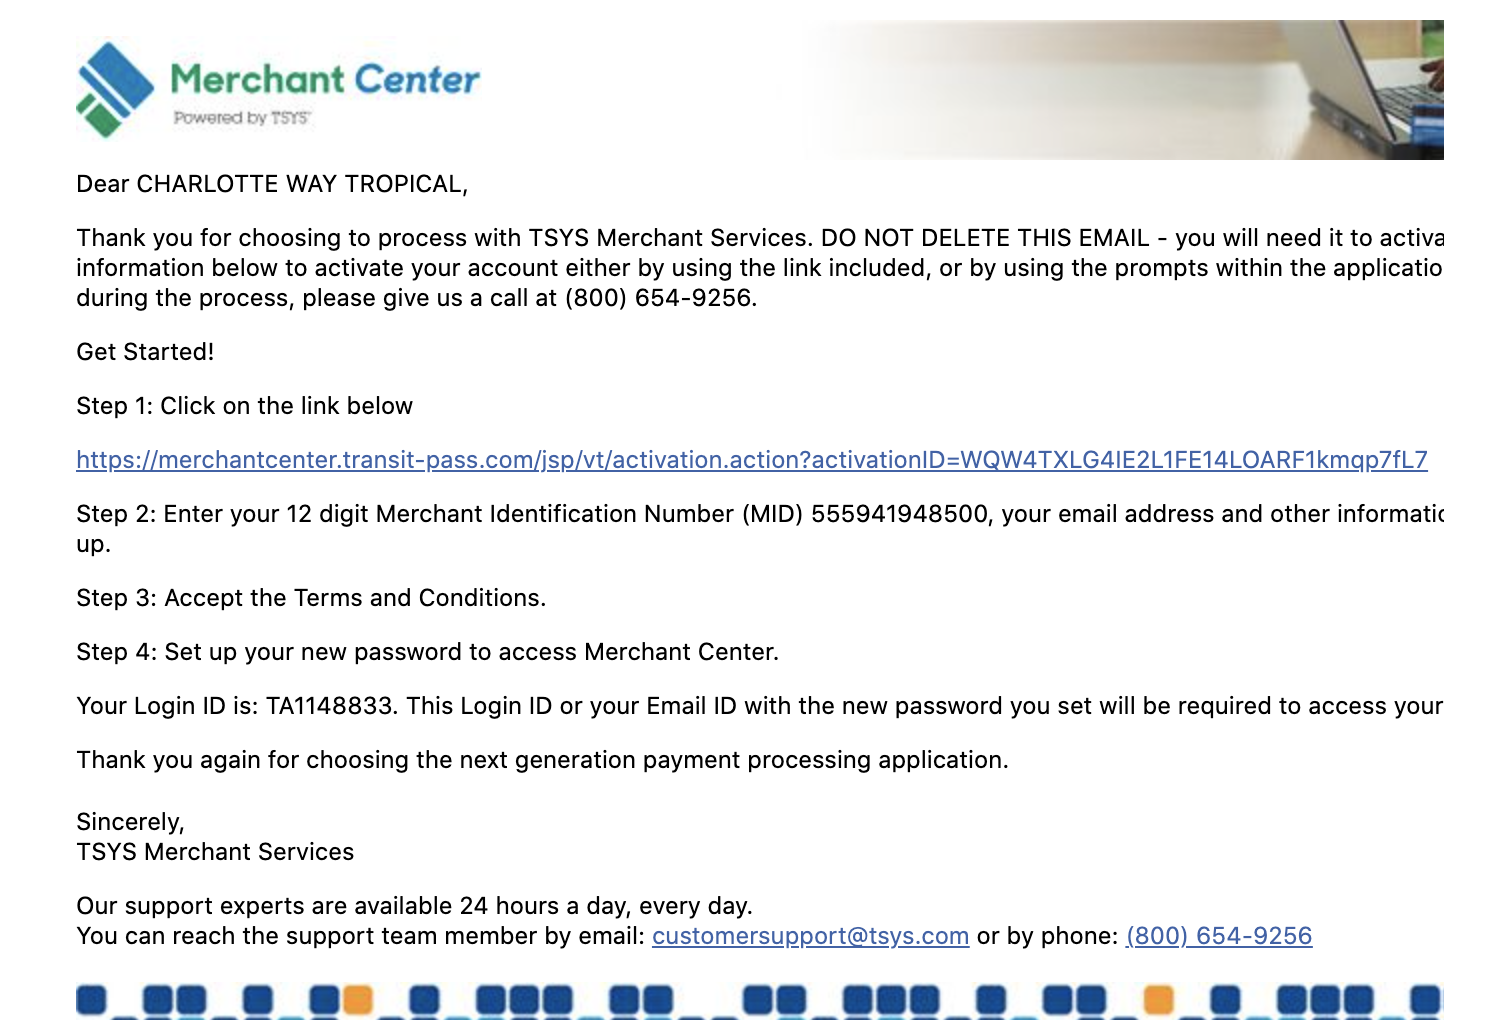 Merchant Center
Powered by TSYS
Dear CHARLOTTE WAY TROPICAL,
Thank you for choosing to process with TSYS Merchant Services. DO NOT DELETE THIS EMAIL - you will need it to activa
information below to activate your account either by using the link included, or by using the prompts within the applicatio
during the process, please give us a call at (800) 654-9256.
Get Started!
Step 1: Click on the link below
https://merchantcenter.transit-pass.com/jsp/vt/activation.action?activationID=WQW4TXLG4IE2L1FE14LOARF1kmqp7fL7
Step 2: Enter your 12 digit Merchant Identification Number (MID) 555941948500, your email address and other informatic
up.
Step 3: Accept the Terms and Conditions.
Step 4: Set up your new password to access Merchant Center.
Your Login ID is: TA1148833. This Login ID or your Email ID with the new password you set will be required to access your
Thank you again for choosing the next generation payment processing application.
Sincerely,
TSYS Merchant Services
Our support experts are available 24 hours a day, every day.
You can reach the support team member by email: customersupport@tsys.com or by phone: (800) 654-9256